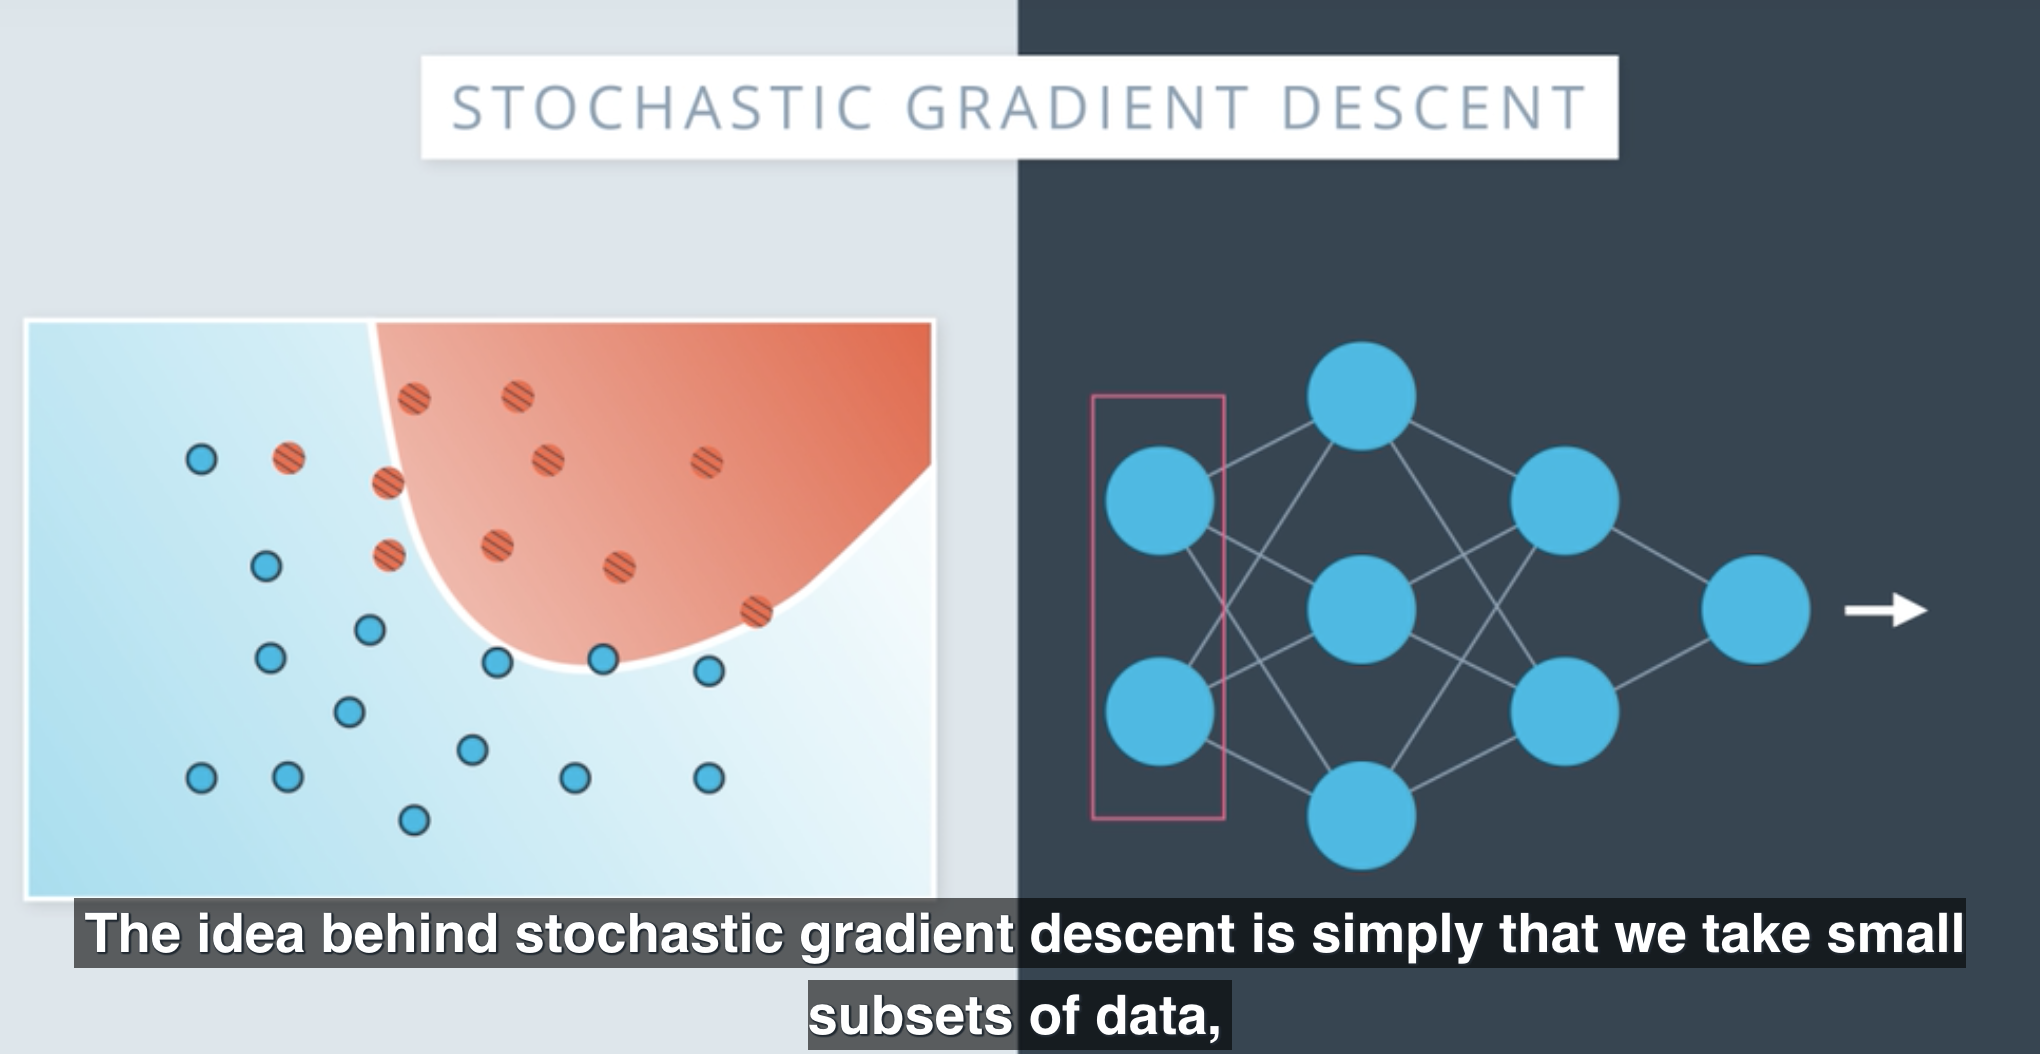 STOCHASTIC GRADIENT DESCENT
The idea behind stochastic gradient descent is simply that we take small
subsets of data,